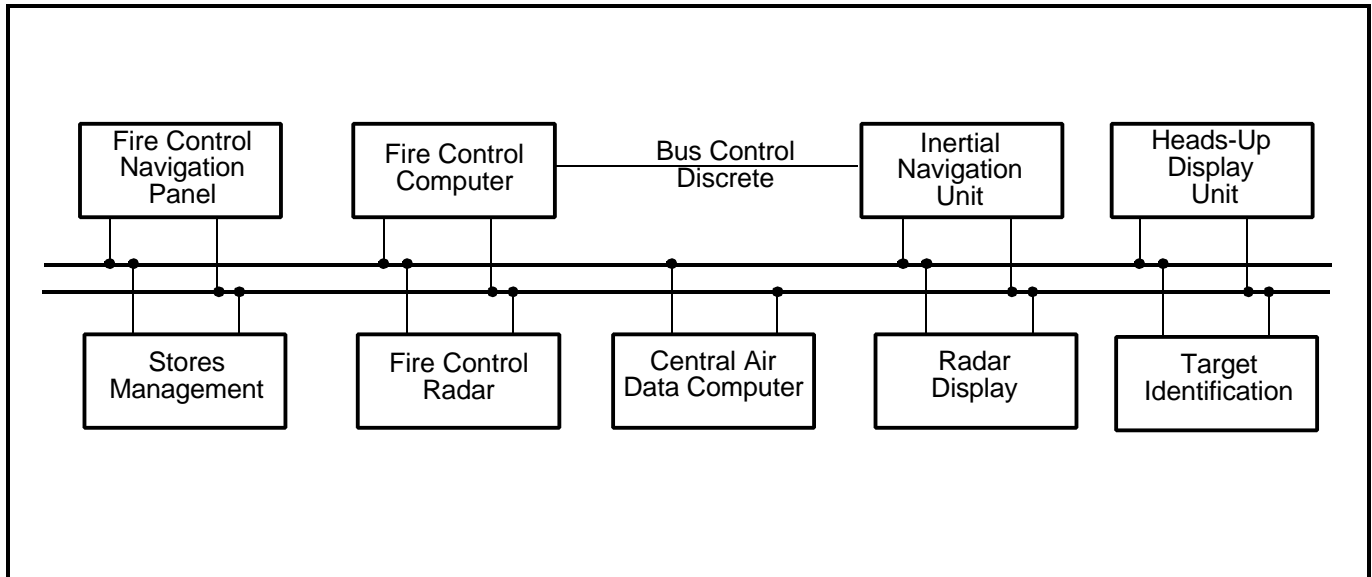 Fire Control
Navigation
Panel
Fire Control
Computer
Bus Control
Discrete
Inertial
Navigation
Unit
Heads-Up
Display
Unit
Stores
Management
Fire Control
Radar
Central Air
Data Computer
Radar
Display
Target
Identification